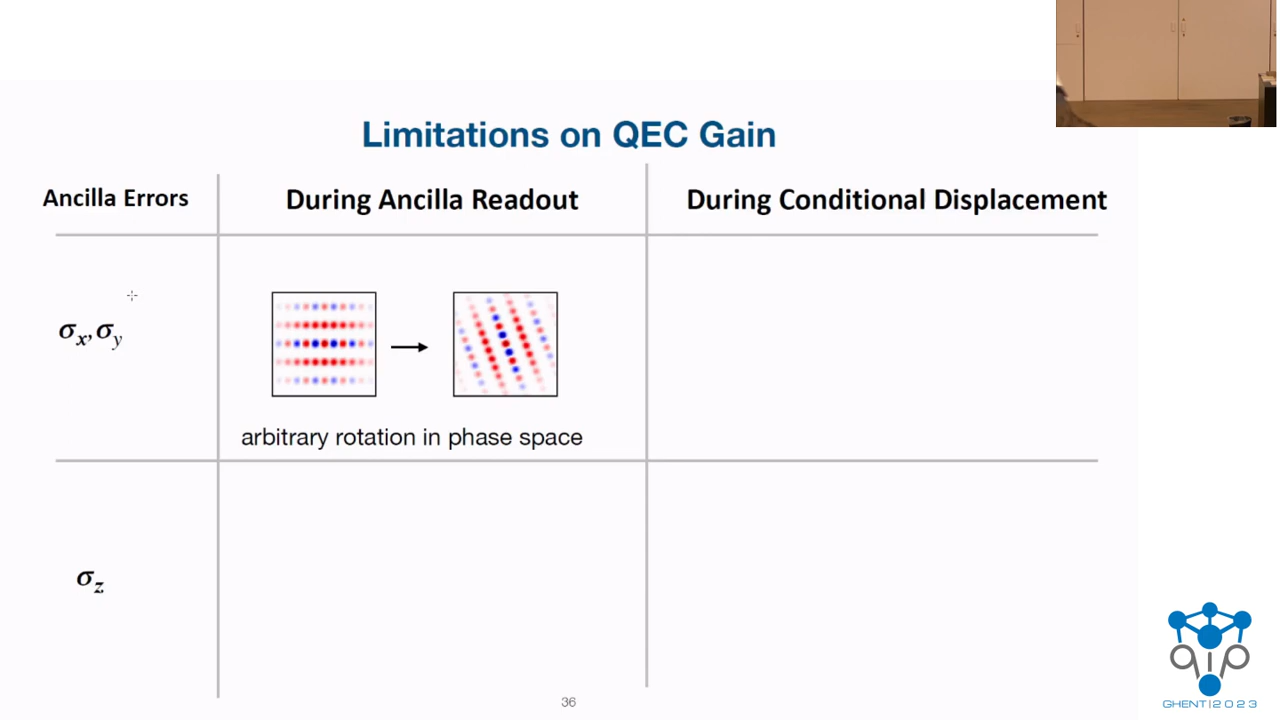 Limitations on QEC Gain
Ancilla Errors
During Ancilla Readout
During Conditional Displacement
σx,σy
arbitrary rotation in phase space
σz
36
qip
GHENT|2023